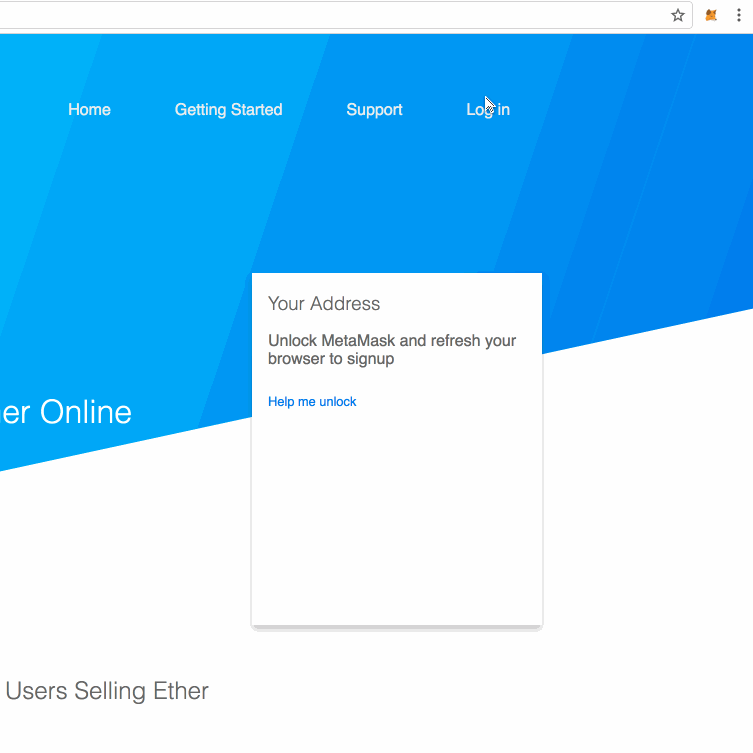 Home Getting Started Support Log in
Your Address
Unlock MetaMask and refresh your
browser to signup
Help me unlock
er Online
Users Selling Ether